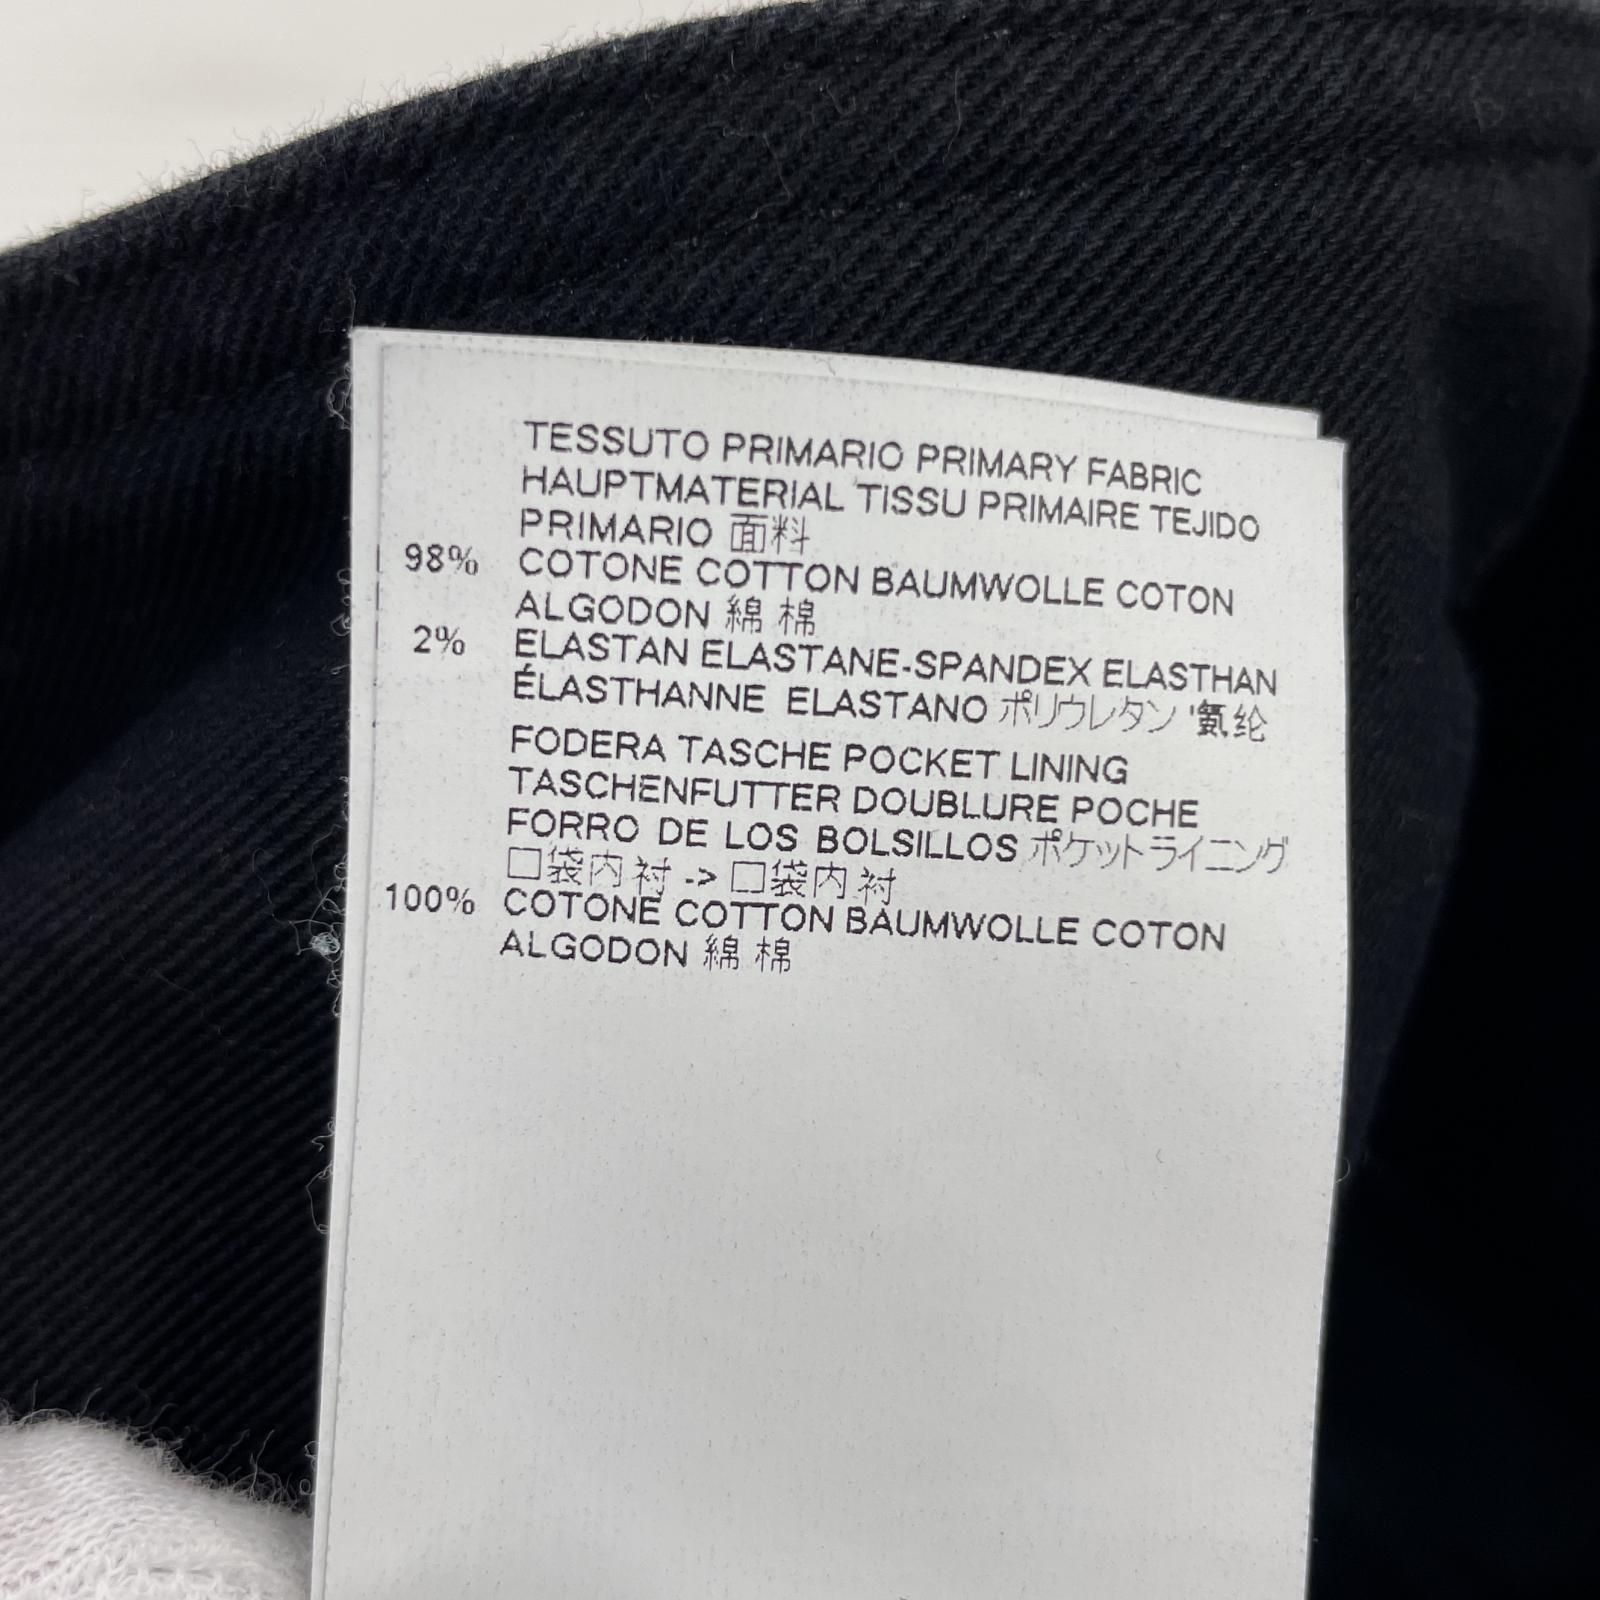 TESSUTO PRIMARIO PRIMARY FABRIC
HAUPTMATERIAL TISSU PRIMAIRE TEJIDO
PRIMARIO 面料
98% COTONE COTTON BAUMWOLLE COTON
ALGODON 綿 棉
2% ELASTAN ELASTANE-SPANDEX ELASTHAN
ÉLASTHANNE ELASTANO ポリウレタン '氨纶
FODERA TASCHE POCKET LINING
TASCHENFUTTER DOUBLURE POCHE
FORRO DE LOS BOLSILLOS ポケットライニング
口袋内衬 -> 口袋内衬
100% COTONE COTTON BAUMWOLLE COTON
ALGODON 綿 棉